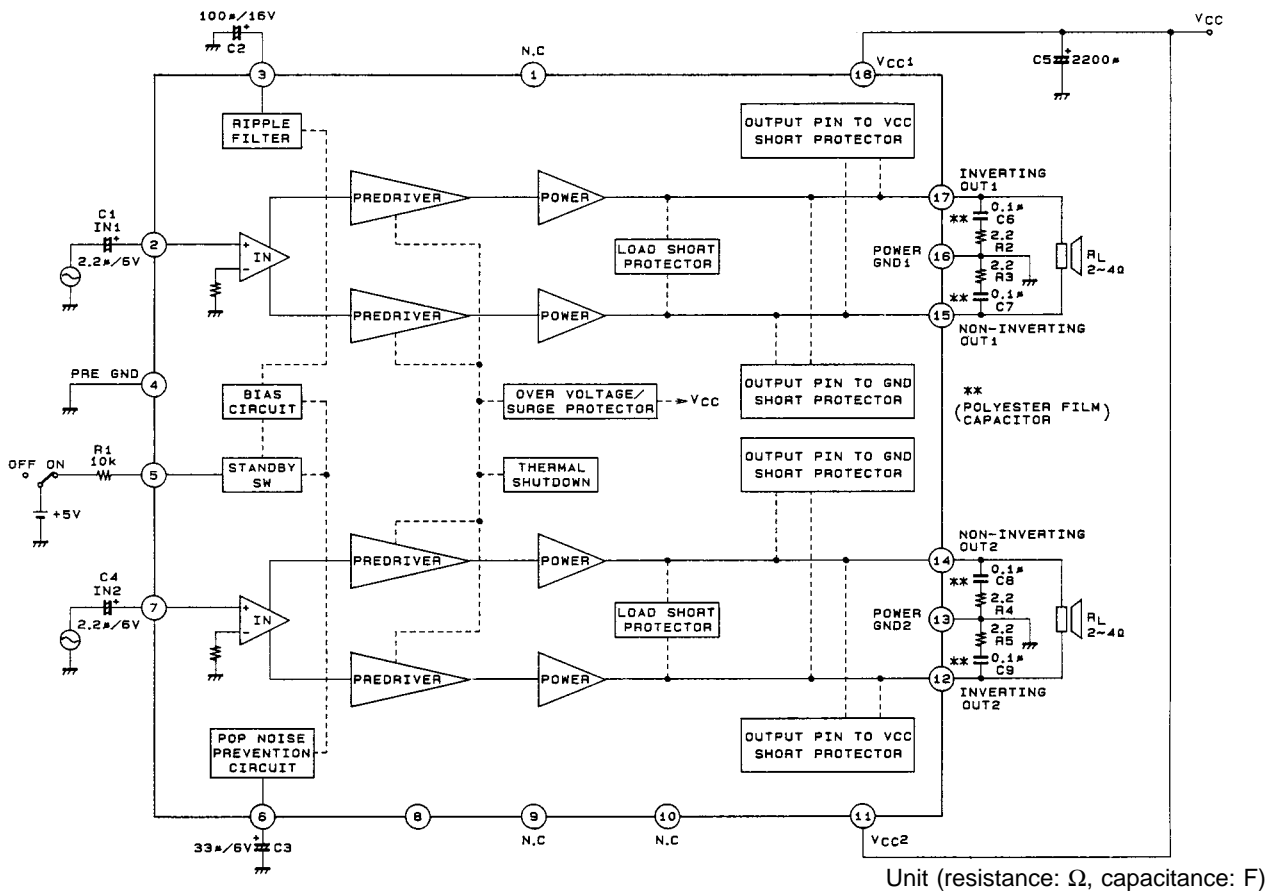 100µ/16V
C2
N.C
VCC
3
1
18
VCC1
C5
2200µ
RIPPLE
FILTER
OUTPUT PIN TO VCC
SHORT PROTECTOR
PREDRIVER
POWER
17
INVERTING
OUT1
C1
IN1
2.2µ/6V
2
+
IN
−
LOAD SHORT
PROTECTOR
**
0.1µ
C6
2.2
R2
POWER
GND1
16
2.2
R3
**
0.1µ
C7
RL
2~4Ω
PREDRIVER
POWER
15
NON-INVERTING
OUT1
PRE GND
4
BIAS
CIRCUIT
OVER VOLTAGE/
SURGE PROTECTOR
VCC
OUTPUT PIN TO GND
SHORT PROTECTOR
**
(POLYESTER FILM)
CAPACITOR
OFF ON
R1
10k
5
STANDBY
SW
THERMAL
SHUTDOWN
OUTPUT PIN TO GND
SHORT PROTECTOR
+5V
PREDRIVER
POWER
14
NON-INVERTING
OUT2
C4
IN2
2.2µ/6V
7
+
IN
−
LOAD SHORT
PROTECTOR
**
0.1µ
C8
2.2
R4
POWER
GND2
13
2.2
R5
**
0.1µ
C9
RL
2~4Ω
PREDRIVER
POWER
12
INVERTING
OUT2
POP NOISE
PREVENTION
CIRCUIT
OUTPUT PIN TO VCC
SHORT PROTECTOR
6
8
9
10
11
N.C
N.C
VCC2
33µ/6V
C3
Unit (resistance: Ω, capacitance: F)